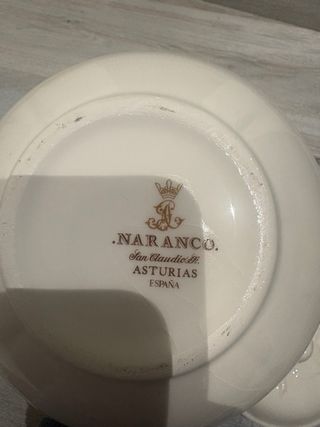 .NARANCO.
San Claudio
ASTURIAS
ESPAÑA